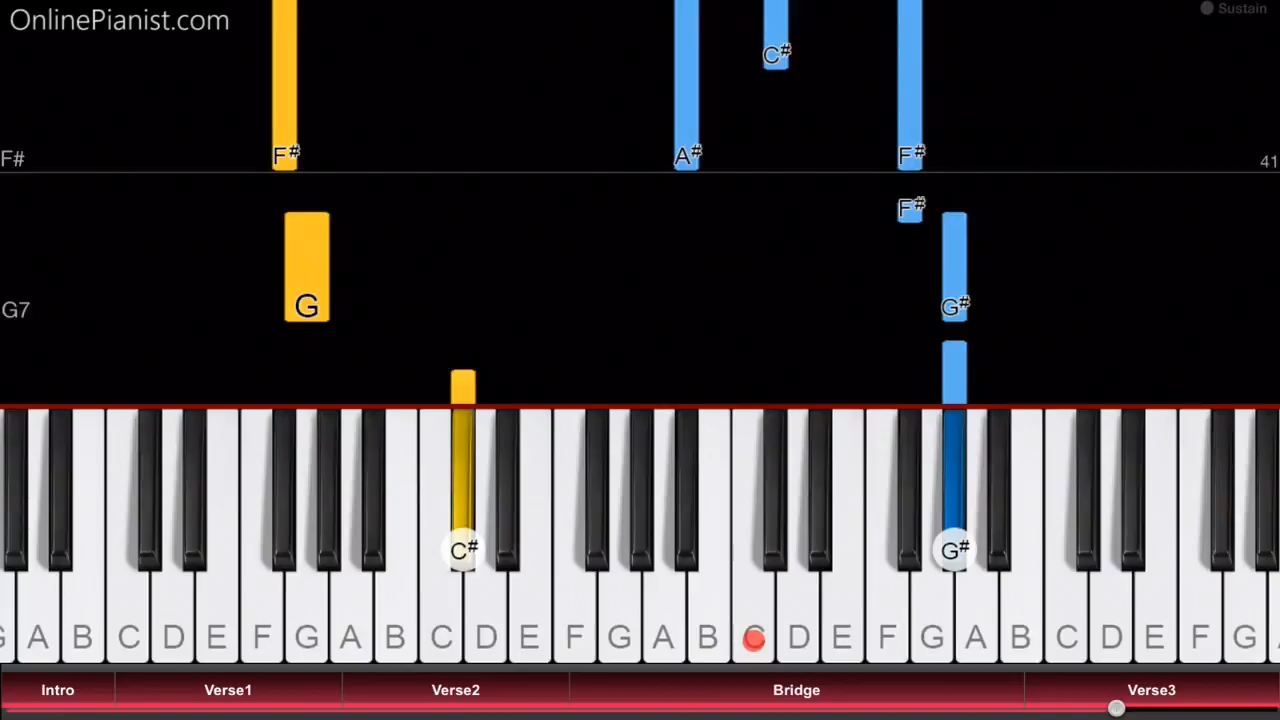 OnlinePianist.com
Sustain
C#
F# F# A# F# 41
F#
G7 G G#
C# G#
A B C D E F G A B C D E F G A B C D E F G A B C D E F G
Intro Verse1 Verse2 Bridge Verse3